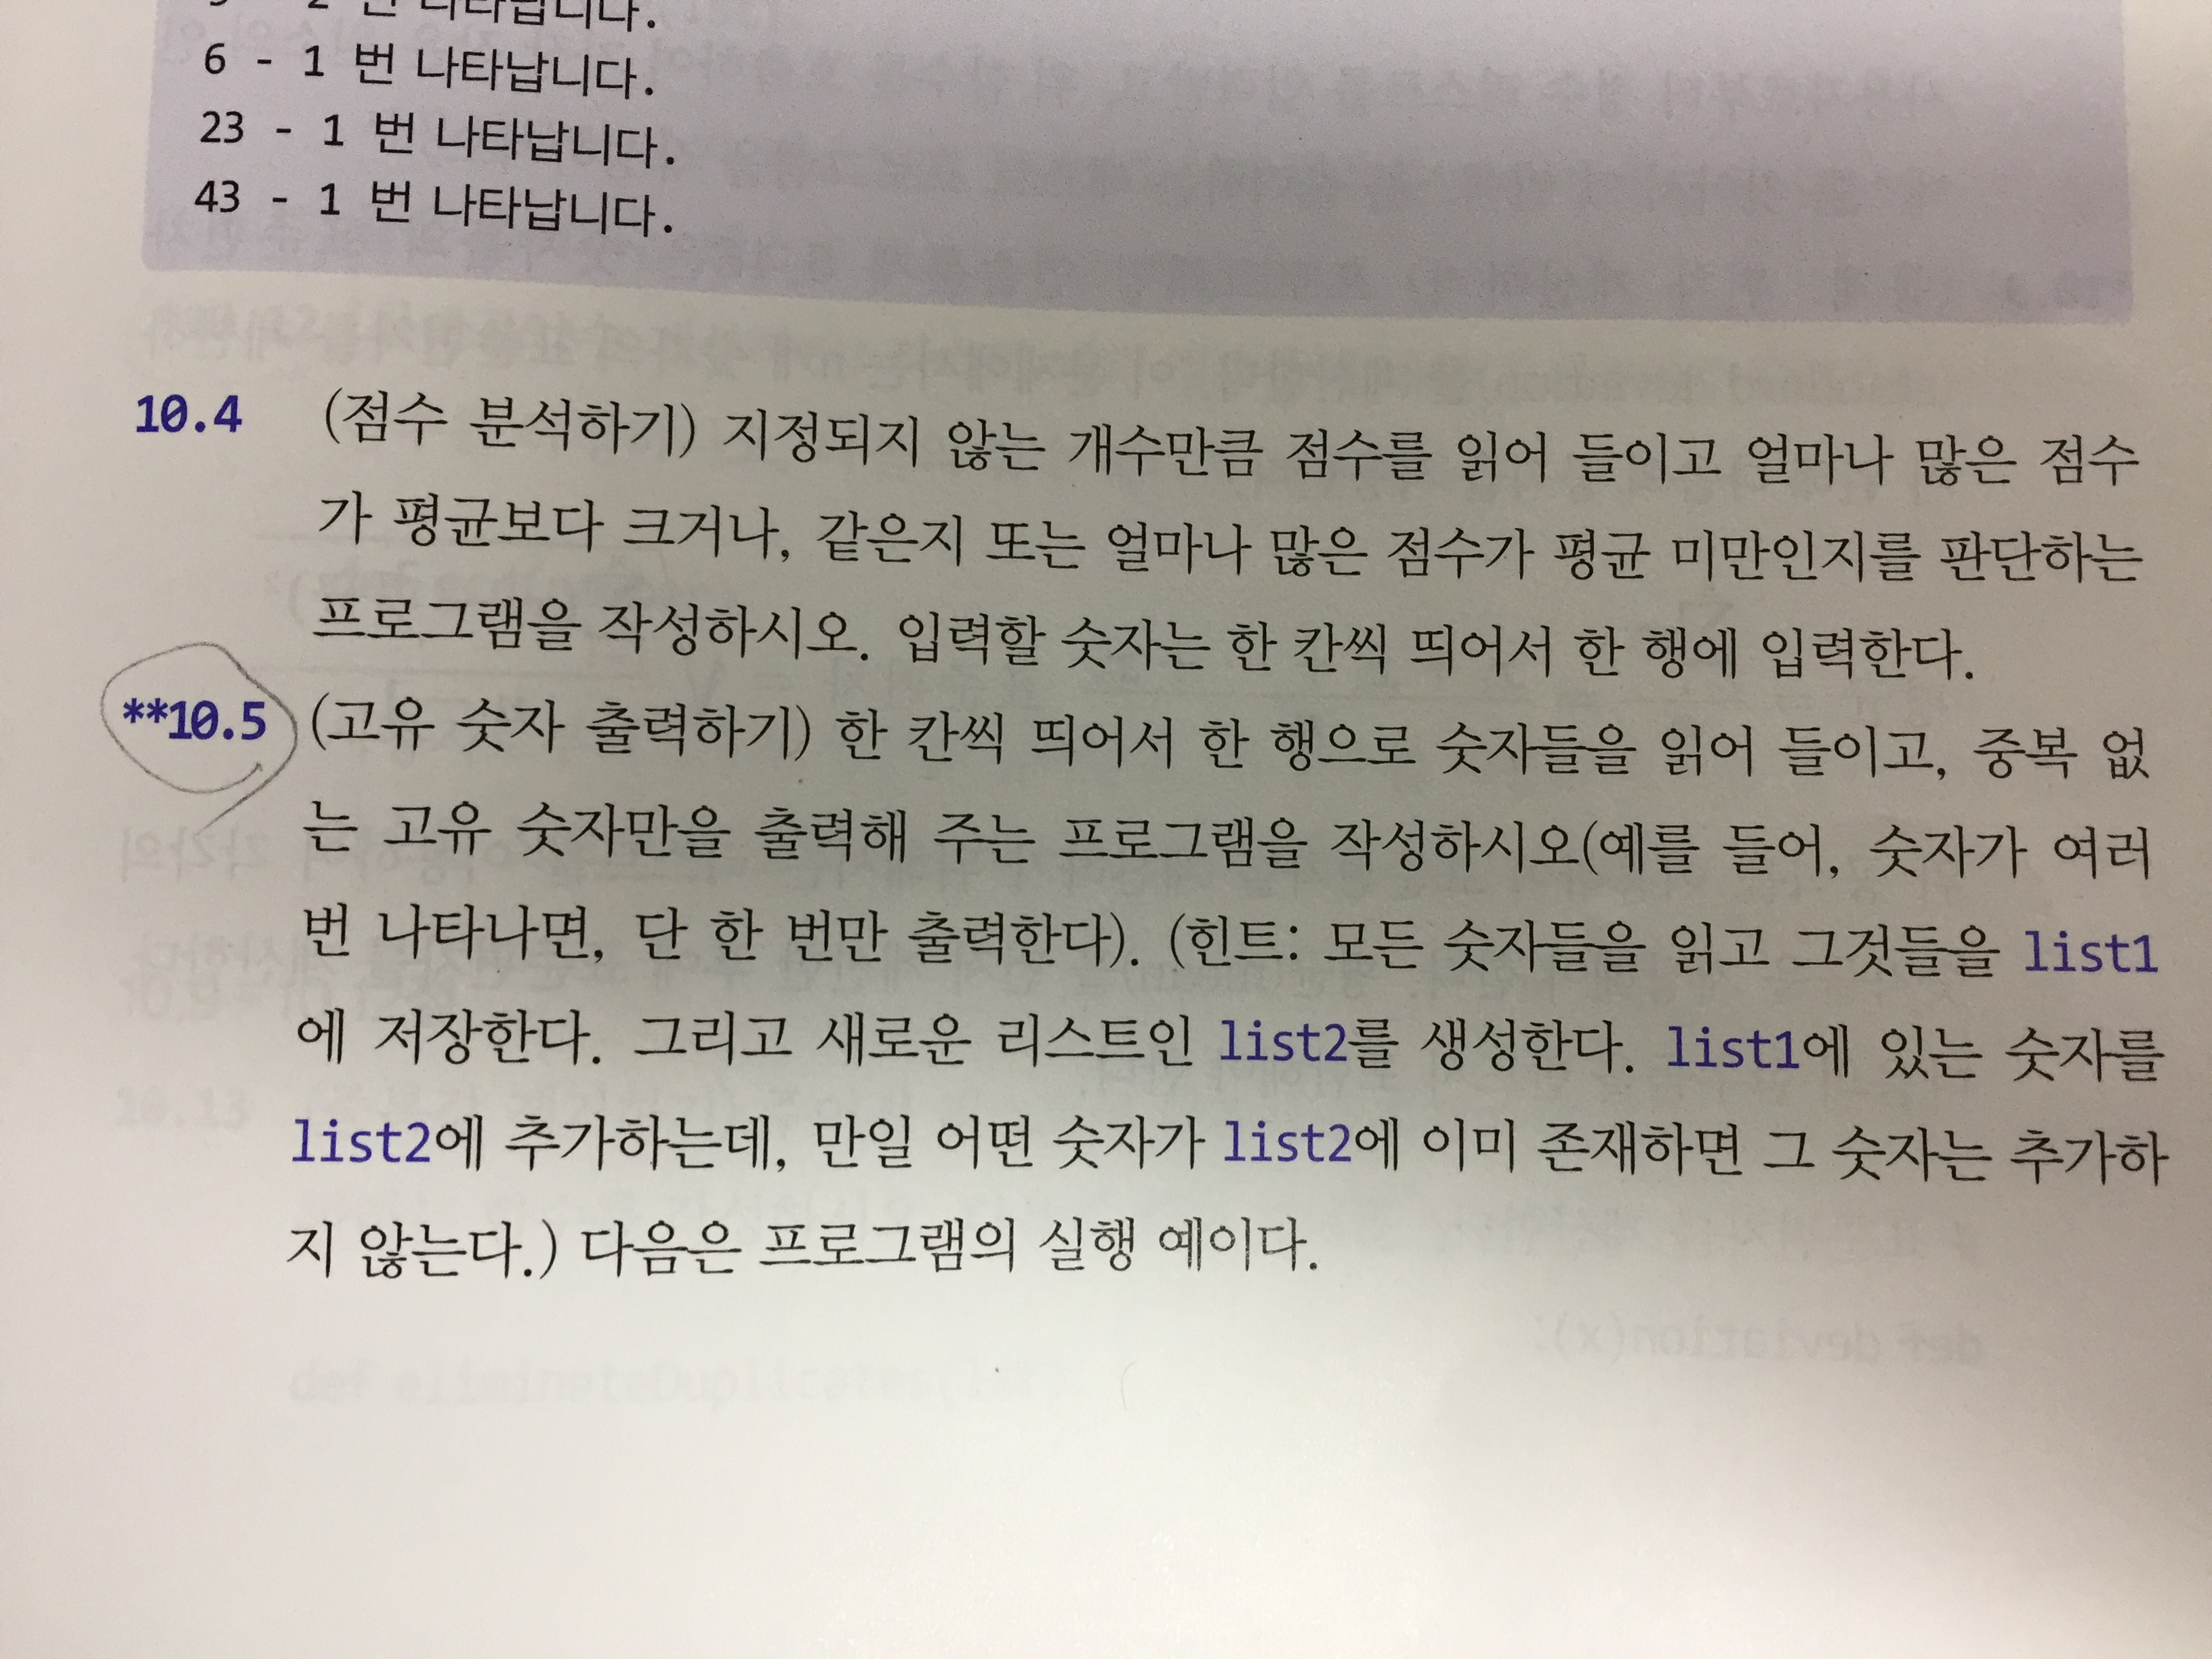 번 나타납니다.
6 - 1 번 나타납니다.
23 - 1 번 나타납니다.
43 - 1 번 나타납니다.
10.4 (점수 분석하기) 지정되지 않는 개수만큼 점수를 읽어 들이고 얼마나 많은 점수
가 평균보다 크거나, 같은지 또는 얼마나 많은 점수가 평균 미만인지를 판단하는
프로그램을 작성하시오. 입력할 숫자는 한 칸씩 띄어서 한 행에 입력한다.
**10.5 (고유 숫자 출력하기) 한 칸씩 띄어서 한 행으로 숫자들을 읽어 들이고, 중복 없
는 고유 숫자만을 출력해 주는 프로그램을 작성하시오(예를 들어, 숫자가 여러
번 나타나면, 단 한 번만 출력한다). (힌트: 모든 숫자들을 읽고 그것들을 list1
에 저장한다. 그리고 새로운 리스트인 list2를 생성한다. list1에 있는 숫자를
list2에 추가하는데, 만일 어떤 숫자가 list2에 이미 존재하면 그 숫자는 추가하
지 않는다.) 다음은 프로그램의 실행 예이다.